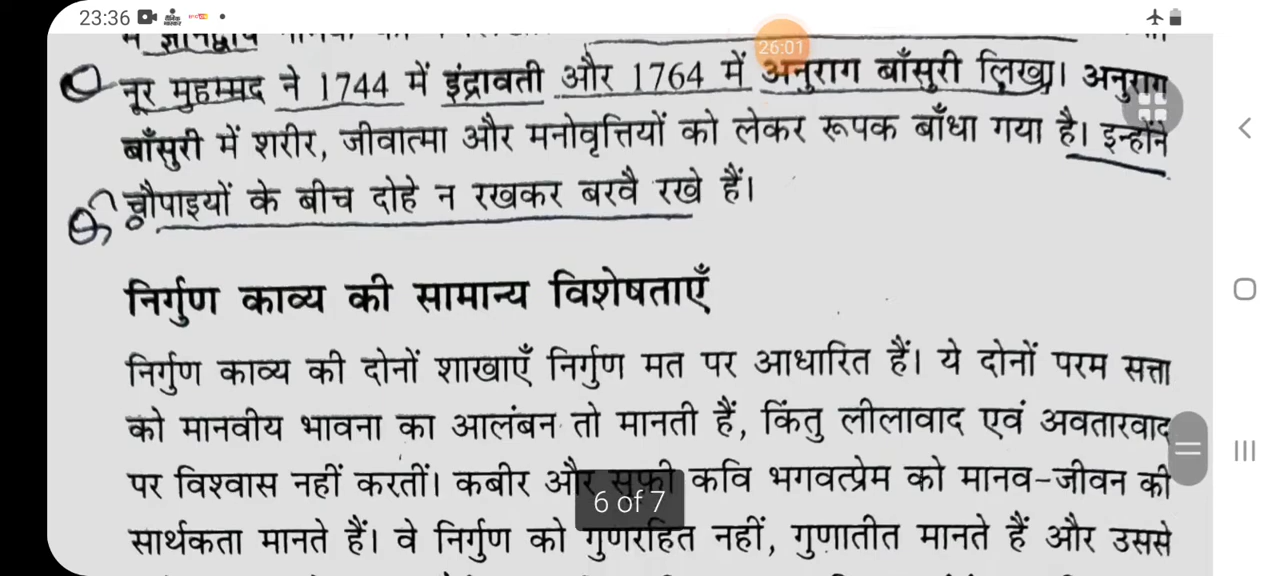 23:36
26:01
में ज्ञानद्वीप
नूर मुहम्मद ने 1744 में इंद्रावती और 1764 में अनुराग बाँसुरी लिखा। अनुराग
बाँसुरी में शरीर, जीवात्मा और मनोवृत्तियों को लेकर रूपक बाँधा गया है। इन्होंने
चौपाइयों के बीच दोहे न रखकर बरवै रखे हैं।
निर्गुण काव्य की सामान्य विशेषताएँ
निर्गुण काव्य की दोनों शाखाएँ निर्गुण मत पर आधारित हैं। ये दोनों परम सत्ता
को मानवीय भावना का आलंबन तो मानती हैं, किंतु लीलावाद एवं अवतारवाद
पर विश्वास नहीं करतीं। कबीर और सूफी कवि भगवत्प्रेम को मानव-जीवन की
6 of 7
सार्थकता मानते हैं। वे निर्गुण को गुणरहित नहीं, गुणातीत मानते हैं और उससे